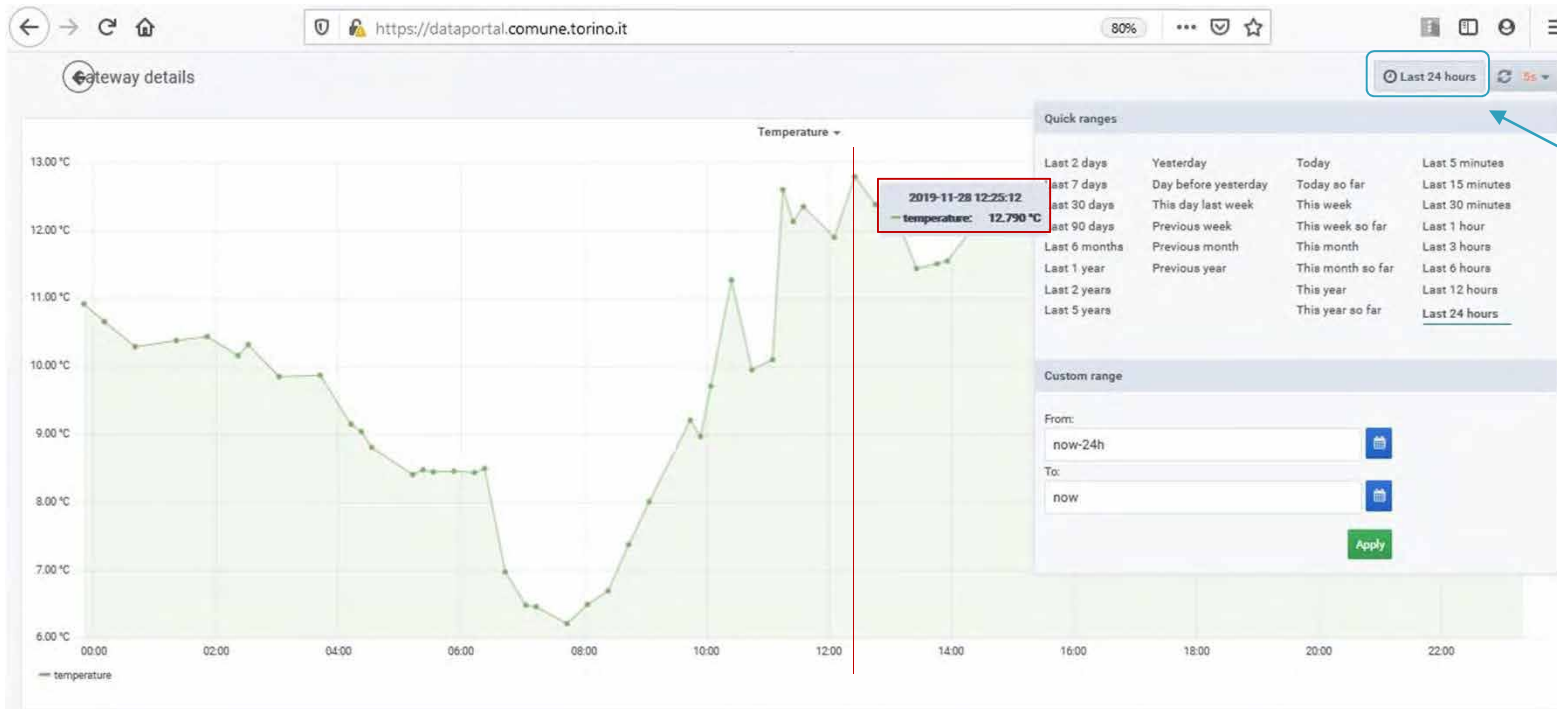 https://dataportal.comune.torino.it
80%
Gateway details
Last 24 hours
5s
Temperature
13.00 °C
12.00 °C
11.00 °C
10.00 °C
9.00 °C
8.00 °C
7.00 °C
6.00 °C
00:00 02:00 04:00 06:00 08:00 10:00 12:00 14:00 16:00 18:00 20:00 22:00
temperature
2019-11-28 12:25:12
temperature: 12.790 °C
Quick ranges
Last 2 days Yesterday Today Last 5 minutes
Last 7 days Day before yesterday Today so far Last 15 minutes
Last 30 days This day last week This week Last 30 minutes
Last 90 days Previous week This week so far Last 1 hour
Last 6 months Previous month This month Last 3 hours
Last 1 year Previous year This month so far Last 6 hours
Last 2 years This year Last 12 hours
Last 5 years This year so far Last 24 hours
Custom range
From:
now-24h
To:
now
Apply